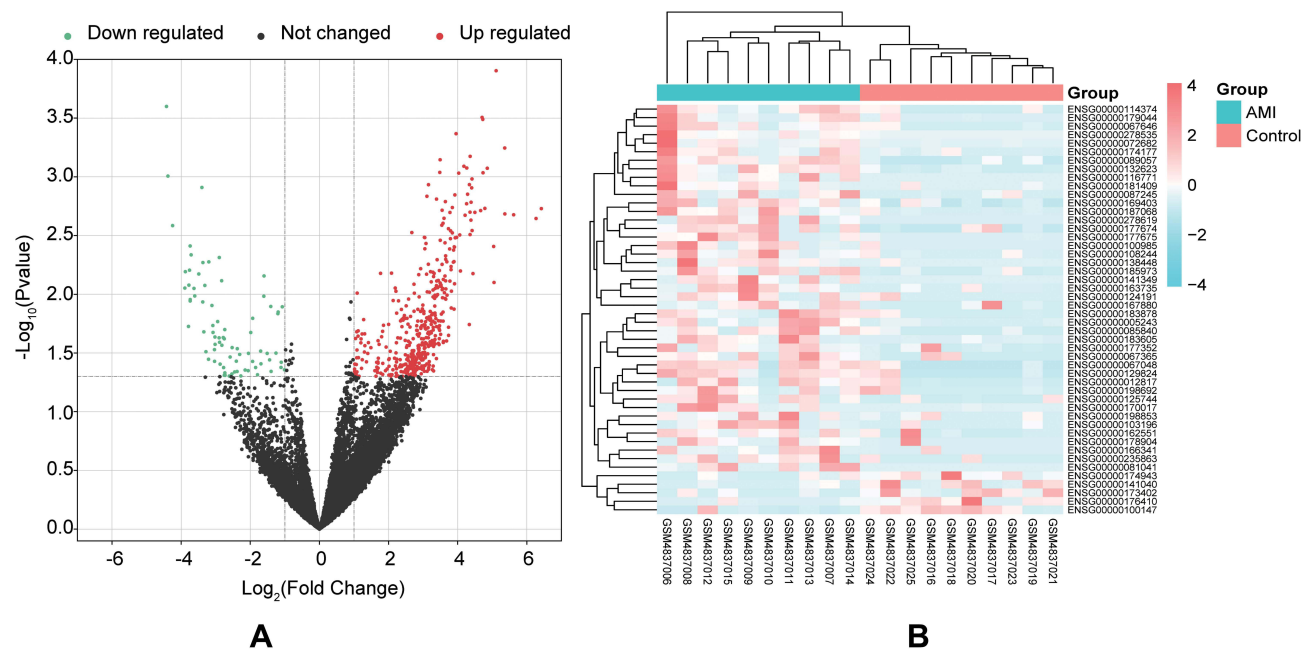 A
B
Down regulated
Not changed
Up regulated
4.0
3.5
3.0
2.5
2.0
1.5
1.0
0.5
0.0
-Log10(Pvalue)
-6
-4
-2
0
2
4
6
Log2(Fold Change)
A
Group
ENSG00000114374
ENSG00000179044
ENSG00000067646
ENSG00000278535
ENSG00000072682
ENSG00000174177
ENSG00000089057
ENSG00000132623
ENSG00000116771
ENSG00000181409
ENSG00000087245
ENSG00000169403
ENSG00000187068
ENSG00000278619
ENSG00000177674
ENSG00000177675
ENSG00000100985
ENSG00000108244
ENSG00000138448
ENSG00000185973
ENSG00000141349
ENSG00000163735
ENSG00000124191
ENSG00000167880
ENSG00000183878
ENSG00000005243
ENSG00000085840
ENSG00000183605
ENSG00000177352
ENSG00000067365
ENSG00000067048
ENSG00000129824
ENSG00000012817
ENSG00000198692
ENSG00000125744
ENSG00000170017
ENSG00000198853
ENSG00000103196
ENSG00000162551
ENSG00000178904
ENSG00000166341
ENSG00000235863
ENSG00000081041
ENSG00000174943
ENSG00000141040
ENSG00000173402
ENSG00000176410
ENSG00000100147
GSM4837006
GSM4837008
GSM4837012
GSM4837015
GSM4837009
GSM4837010
GSM4837011
GSM4837013
GSM4837007
GSM4837014
GSM4837024
GSM4837022
GSM4837025
GSM4837016
GSM4837018
GSM4837020
GSM4837017
GSM4837023
GSM4837019
GSM4837021
4
2
0
−2
−4
Group
AMI
Control
B